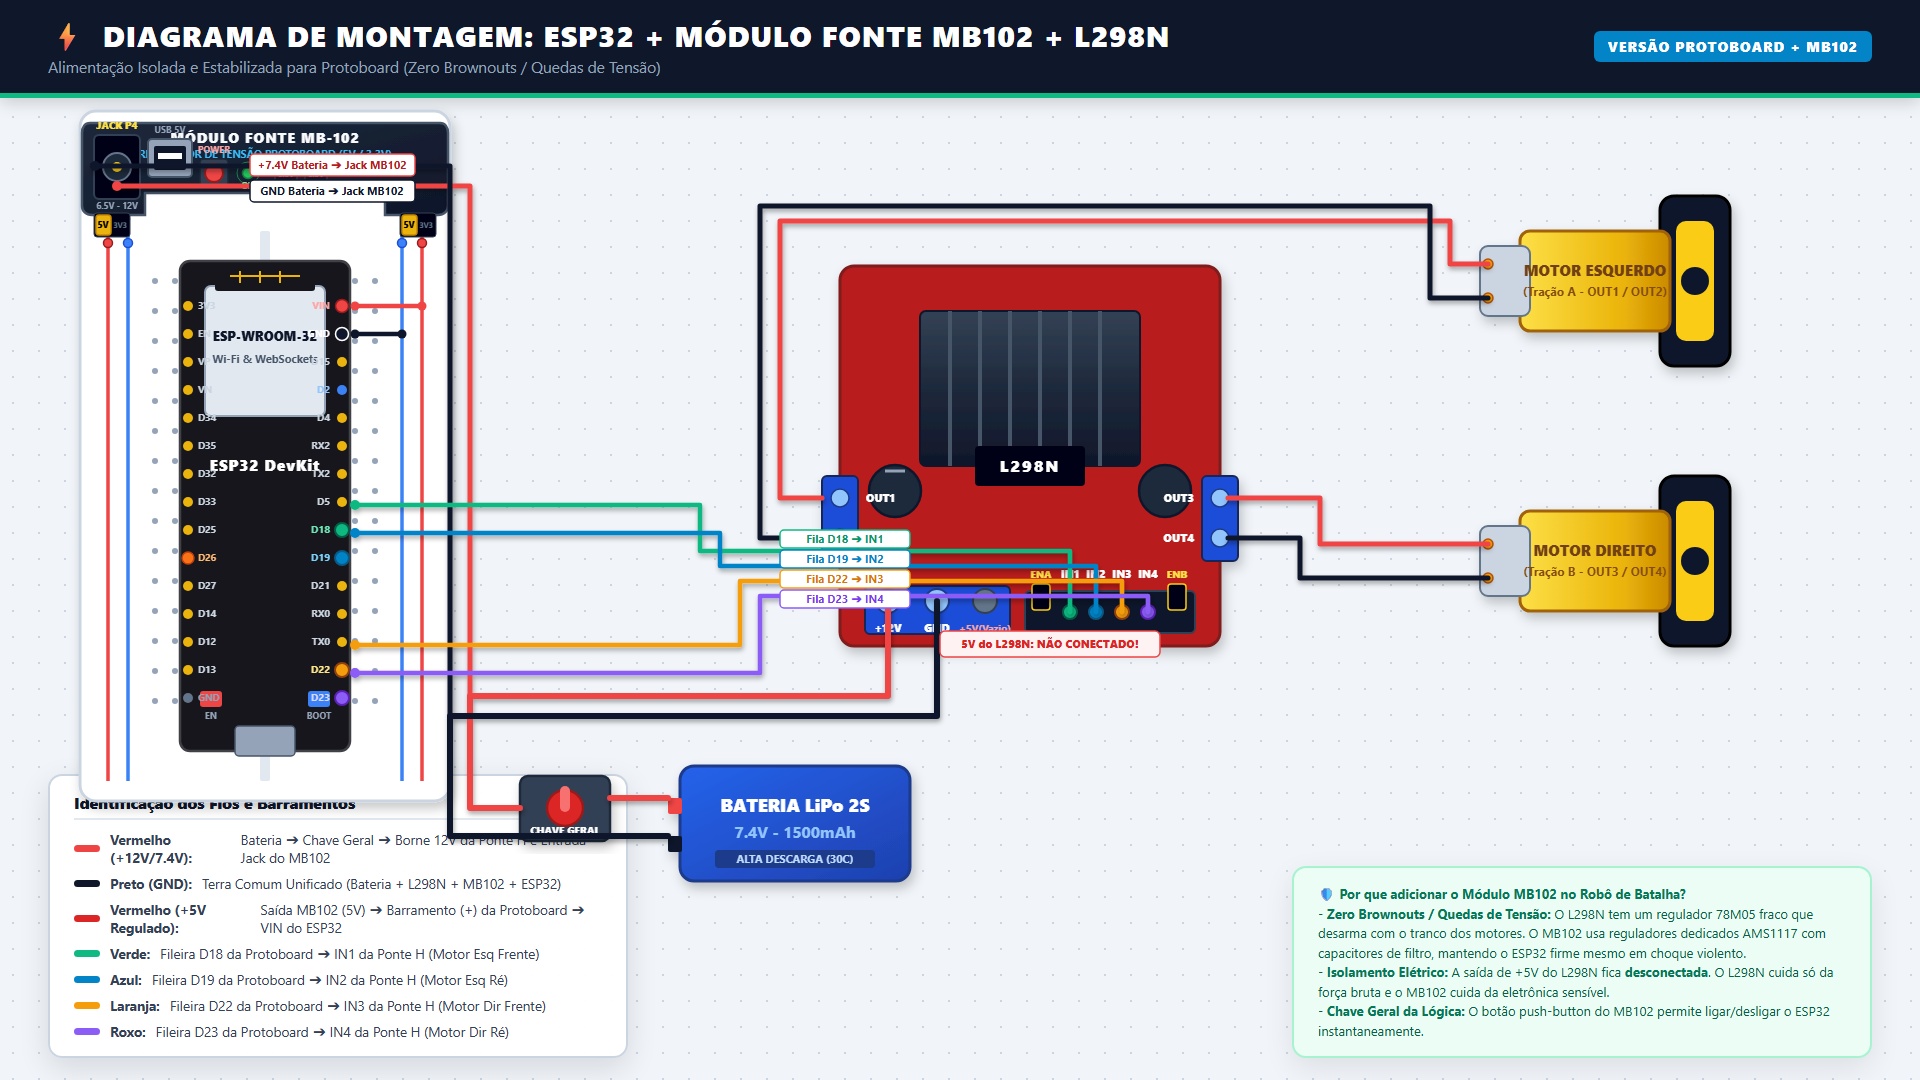 DIAGRAMA DE MONTAGEM: ESP32 + MÓDULO FONTE MB102 + L298N
Alimentação Isolada e Estabilizada para Protoboard (Zero Brownouts / Quedas de Tensão)
VERSÃO PROTOBOARD + MB102
JACK P4
USB 5V
MÓDULO FONTE MB-102
POWER
+7.4V Bateria ➔ Jack MB102
GND Bateria ➔ Jack MB102
6.5V - 12V
5V 3V3
5V 3V3
3V3
VIN
ESP-WROOM-32
Wi-Fi & WebSockets
D2
D34
D4
D35
RX2
ESP32 DevKit
D32
TX2
D33
D5
D25
D18
D26
D19
D27
D21
D14
RX0
D12
TX0
D13
D22
GND
D23
EN
BOOT
L298N
OUT1
OUT3
OUT4
Fila D18 ➔ IN1
Fila D19 ➔ IN2
Fila D22 ➔ IN3
Fila D23 ➔ IN4
ENA IN1 IN2 IN3 IN4 ENB
+12V GND +5V(Vazio)
5V do L298N: NÃO CONECTADO!
MOTOR ESQUERDO
(Tração A - OUT1 / OUT2)
MOTOR DIREITO
(Tração B - OUT3 / OUT4)
CHAVE GERAL
BATERIA LiPo 2S
7.4V - 1500mAh
ALTA DESCARGA (30C)
Identificação dos Fios e Barramentos
Vermelho (+12V/7.4V): Bateria ➔ Chave Geral ➔ Borne 12V da Ponte H e Entrada
Jack do MB102
Preto (GND): Terra Comum Unificado (Bateria + L298N + MB102 + ESP32)
Vermelho (+5V Regulado): Saída MB102 (5V) ➔ Barramento (+) da Protoboard ➔
VIN do ESP32
Verde: Fileira D18 da Protoboard ➔ IN1 da Ponte H (Motor Esq Frente)
Azul: Fileira D19 da Protoboard ➔ IN2 da Ponte H (Motor Esq Ré)
Laranja: Fileira D22 da Protoboard ➔ IN3 da Ponte H (Motor Dir Frente)
Roxo: Fileira D23 da Protoboard ➔ IN4 da Ponte H (Motor Dir Ré)
Por que adicionar o Módulo MB102 no Robô de Batalha?
- Zero Brownouts / Quedas de Tensão: O L298N tem um regulador 78M05 fraco que
desarma com o tranco dos motores. O MB102 usa reguladores dedicados AMS1117 com
capacitores de filtro, mantendo o ESP32 firme mesmo em choque violento.
- Isolamento Elétrico: A saída de +5V do L298N fica desconectada. O L298N cuida só da
força bruta e o MB102 cuida da eletrônica sensível.
- Chave Geral da Lógica: O botão push-button do MB102 permite ligar/desligar o ESP32
instantaneamente.